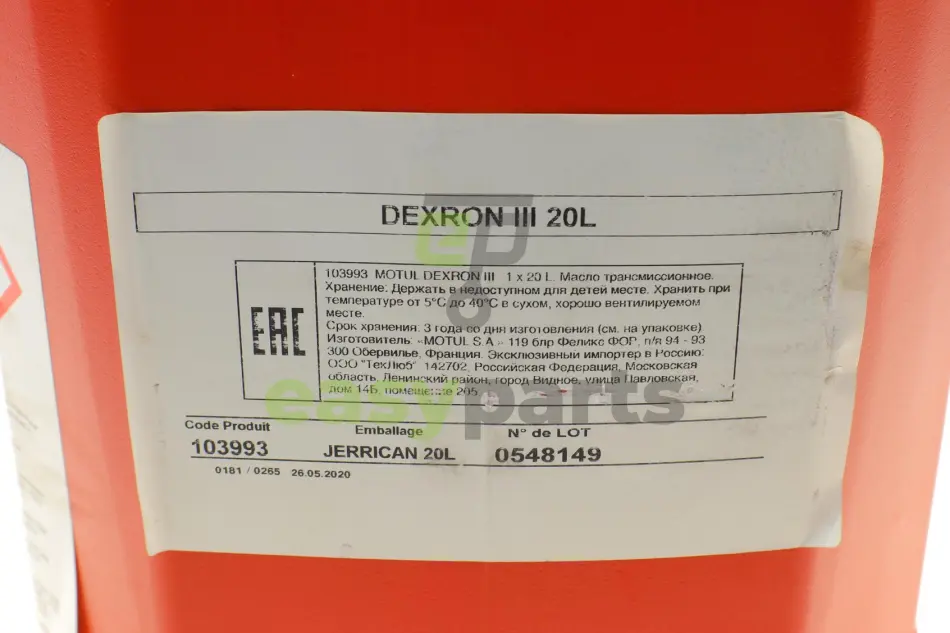 DEXRON III 20L
103993 MOTUL DEXRON III 1 x 20 L. Масло трансмиссионное.
Хранение: Держать в недоступном для детей месте. Хранить при
температуре от 5°C до 40°C в сухом, хорошо вентилируемом
месте.
Срок хранения: 3 года со дня изготовления (см. на упаковке)
Изготовитель: «MOTUL S.A.» 119 блр Феликс ФОР, п/я 94 - 93
300 Обервилье, Франция. Эксклюзивный импортер в Россию:
ООО "ТекЛюб" 142702, Российская Федерация, Московская
область, Ленинский район, город Видное, улица Павловская,
дом 14Б, помещение 205
EAC
easyparts
Code Produit Emballage N° de LOT
103993 JERRICAN 20L 0548149
0181 / 0265 26.05.2020